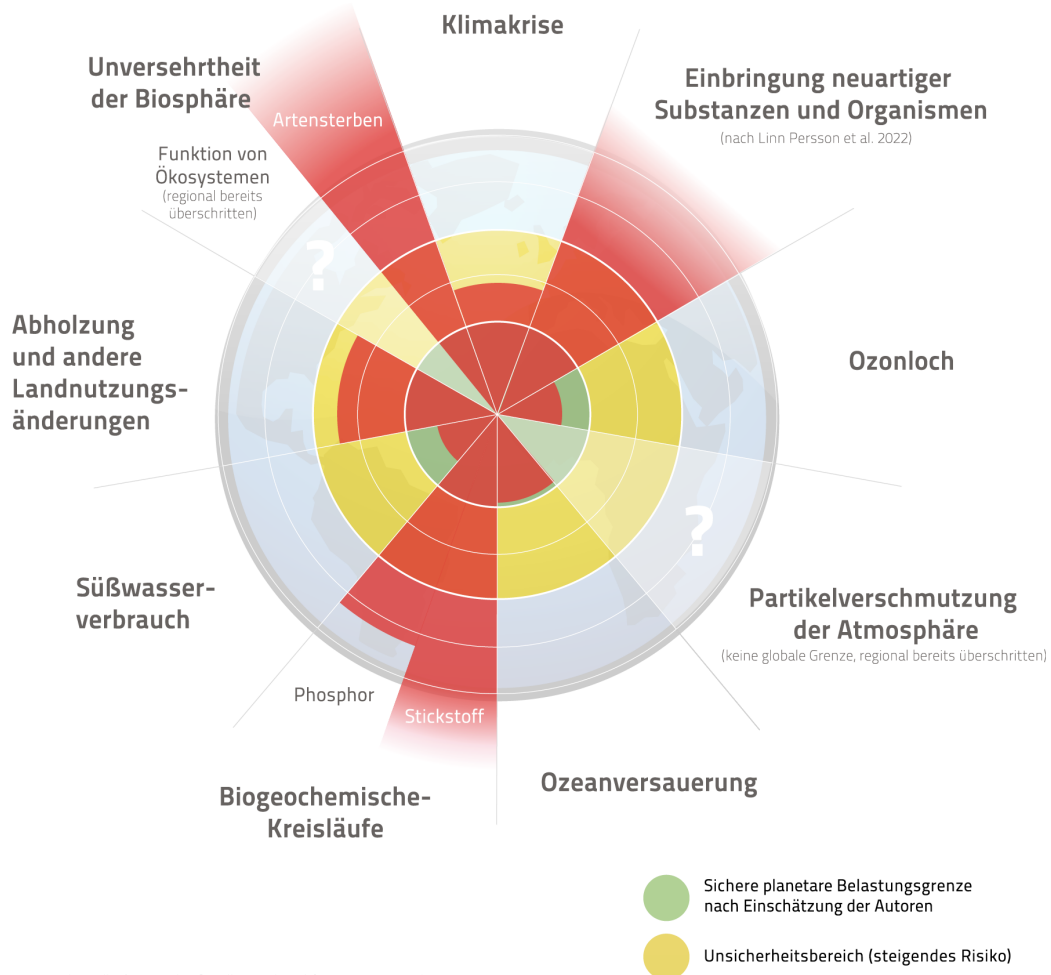 Klimakrise
Unversehrtheit
der Biosphäre
Artensterben
Funktion von
Ökosystemen
(regional bereits
überschritten)
?
Einbringung neuartiger
Substanzen und Organismen
(nach Linn Persson et al. 2022)
Abholzung
und andere
Landnutzungs-
änderungen
Ozonloch
?
Süßwasser-
verbrauch
Partikelverschmutzung
der Atmosphäre
(keine globale Grenze, regional bereits überschritten)
Phosphor
Stickstoff
Biogeochemische-
Kreisläufe
Ozeanversauerung
Sichere planetare Belastungsgrenze
nach Einschätzung der Autoren
Unsicherheitsbereich (steigendes Risiko)